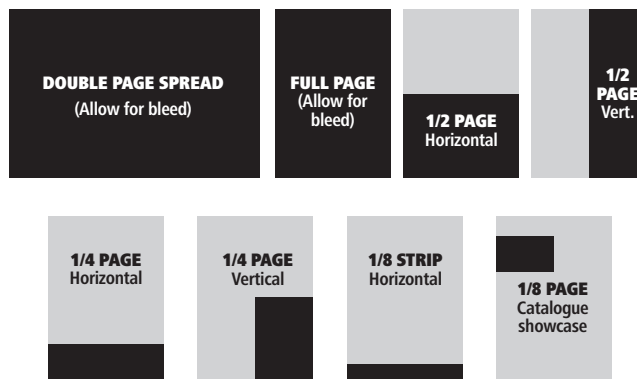 DOUBLE PAGE SPREAD
(Allow for bleed)
FULL PAGE
(Allow for
bleed)
1/2 PAGE
Horizontal
1/2
PAGE
Vert.
1/4 PAGE
Horizontal
1/4 PAGE
Vertical
1/8 STRIP
Horizontal
1/8 PAGE
Catalogue
showcase